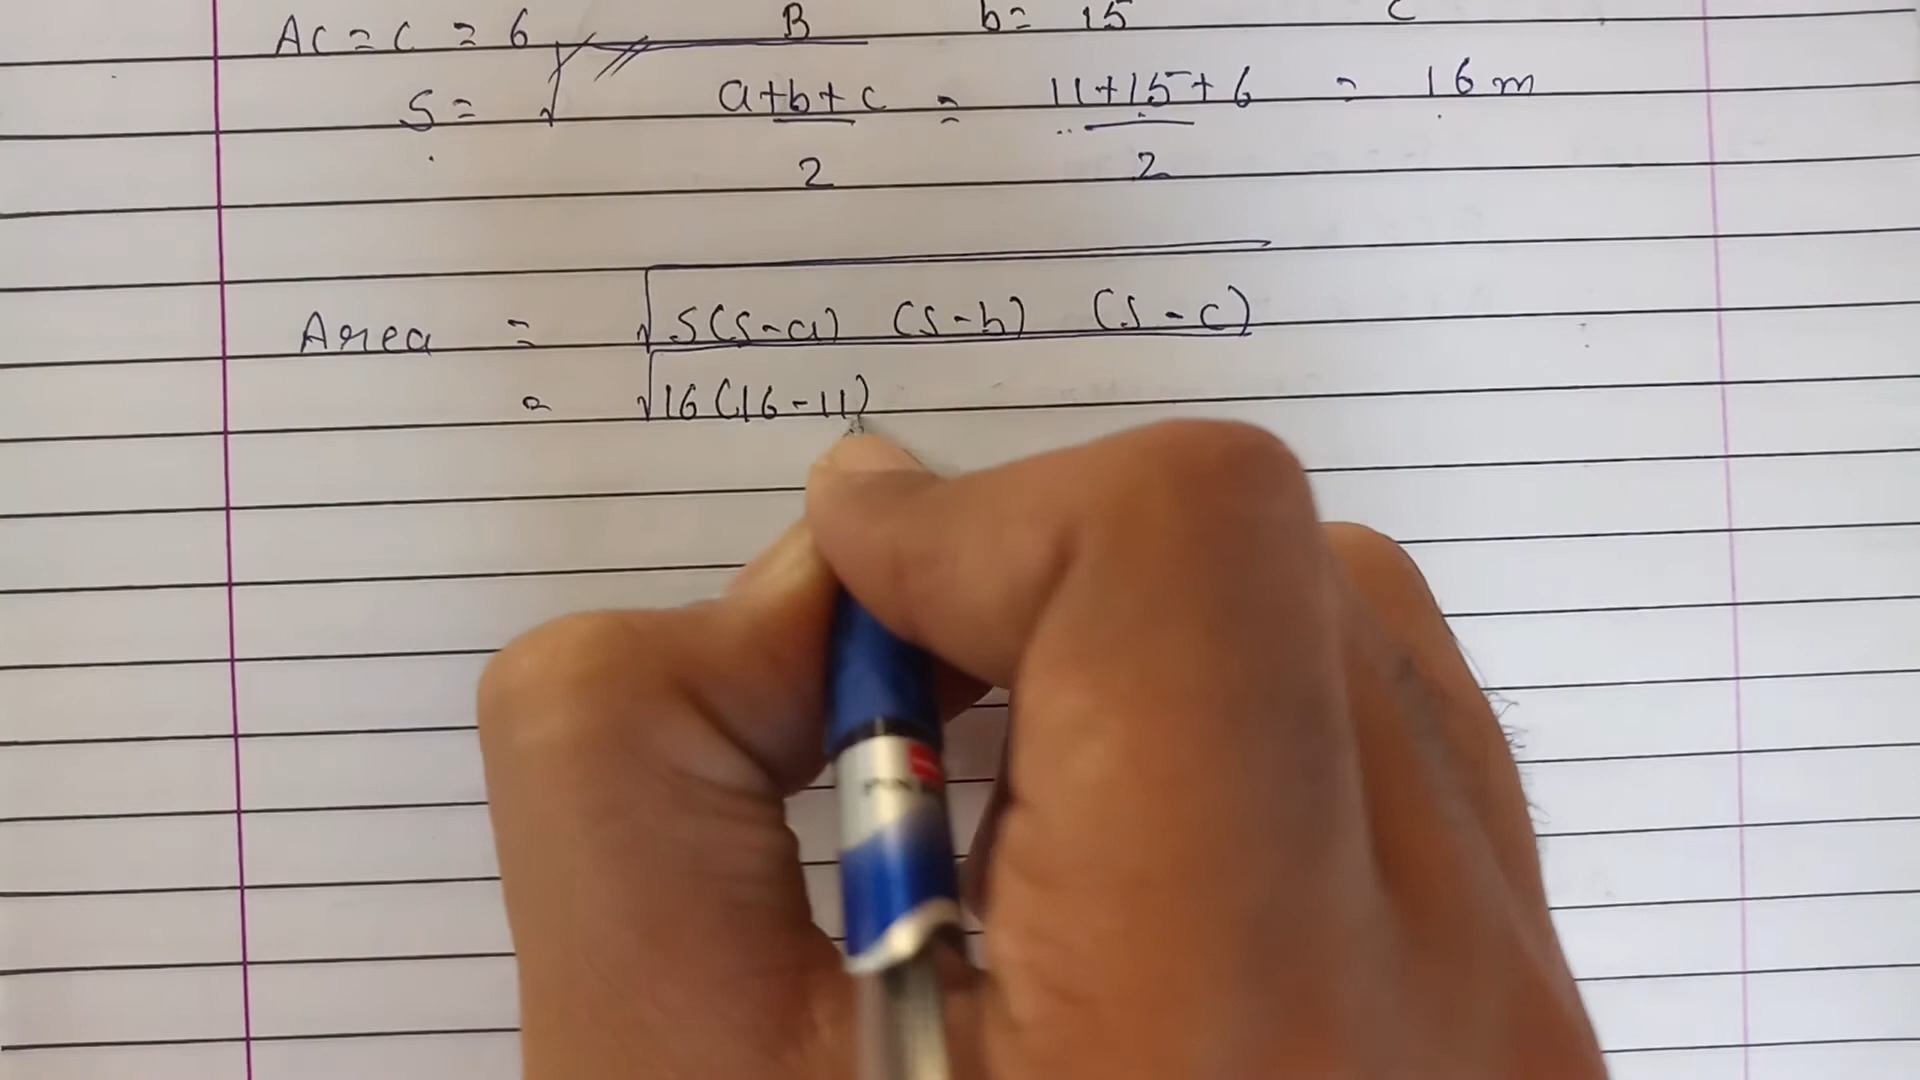 AC = c = 6 B b = 15 C
S = √ a+b+c = 11+15+6 = 16 m
2 2
Area = √S(S-a) (S-b) (S-c)
= √16(16-11)